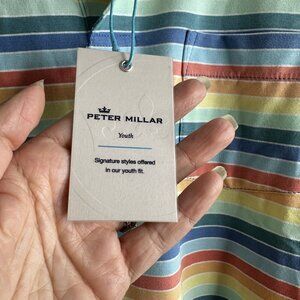 PETER MILLAR
Youth
Signature styles offered
in our youth fit.